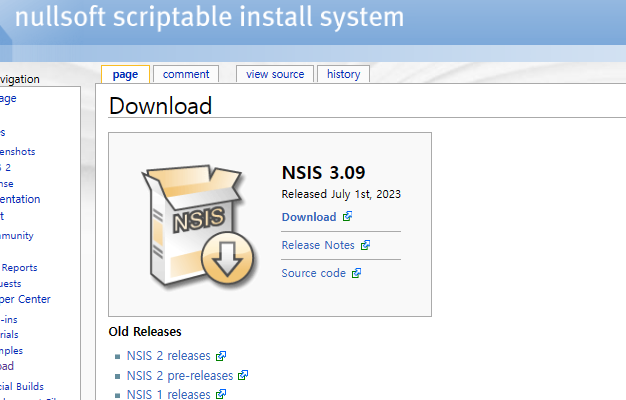 nullsoft scriptable install system
vigation
page
comment
view source
history
age
Download
s
enshots
S 2
nse
entation
t
mmunity
Reports
uests
per Center
-ins
rials
mples
oad
cial Builds
NSIS
NSIS 3.09
Released July 1st, 2023
Download
Release Notes
Source code
Old Releases
NSIS 2 releases
NSIS 2 pre-releases
NSIS 1 releases